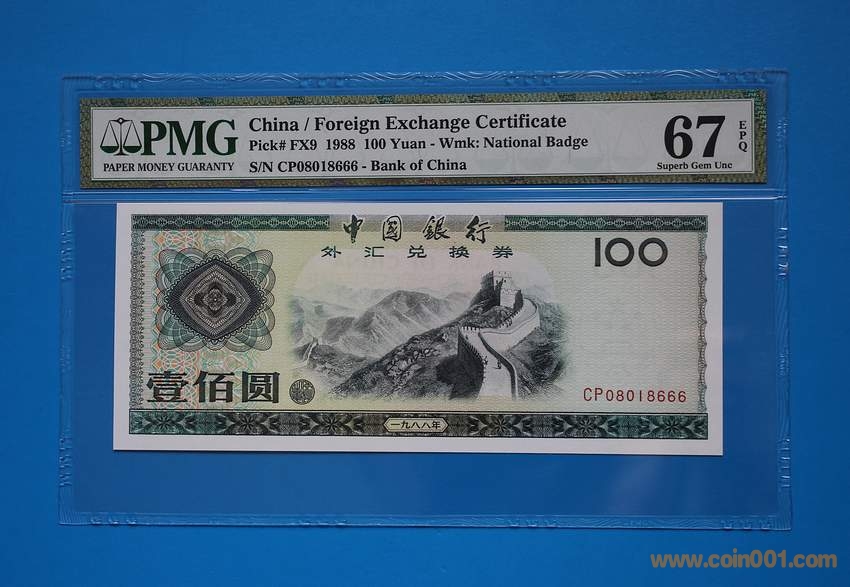 PMG
PAPER MONEY GUARANTY
China / Foreign Exchange Certificate
Pick# FX9 1988 100 Yuan - Wmk: National Badge
S/N CP08018666 - Bank of China
67
EPQ
Superb Gem Unc
中國銀行
外汇兑换券
100
壹佰圆
CP08018666
一九八八年
www.coin001.com